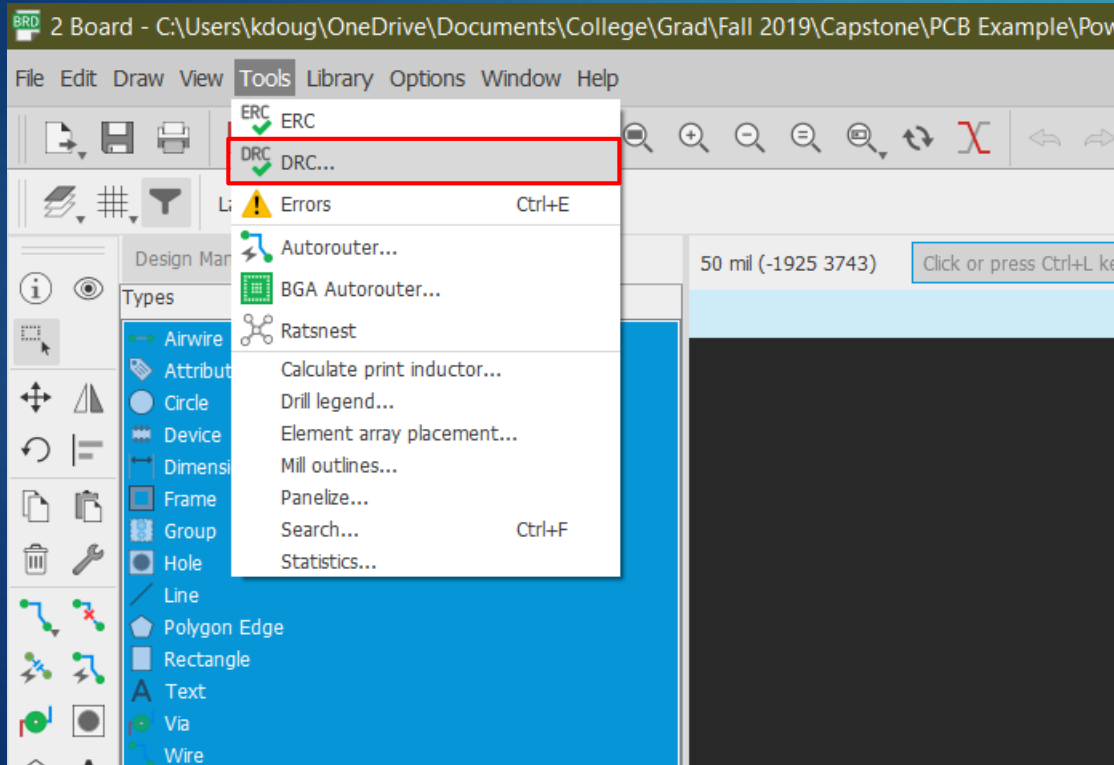 BRD 2 Board - C:\Users\kdoug\OneDrive\Documents\College\Grad\Fall 2019\Capstone\PCB Example\Pow
File Edit Draw View Tools Library Options Window Help
ERC ERC
DRC DRC...
Errors Ctrl+E
Autorouter...
BGA Autorouter...
Ratsnest
Calculate print inductor...
Drill legend...
Element array placement...
Mill outlines...
Panelize...
Search... Ctrl+F
Statistics...
Design Mar
Types
Airwire
Attribut
Circle
Device
Dimensi
Frame
Group
Hole
Line
Polygon Edge
Rectangle
A Text
Via
Wire
50 mil (-1925 3743)
Click or press Ctrl+L ke